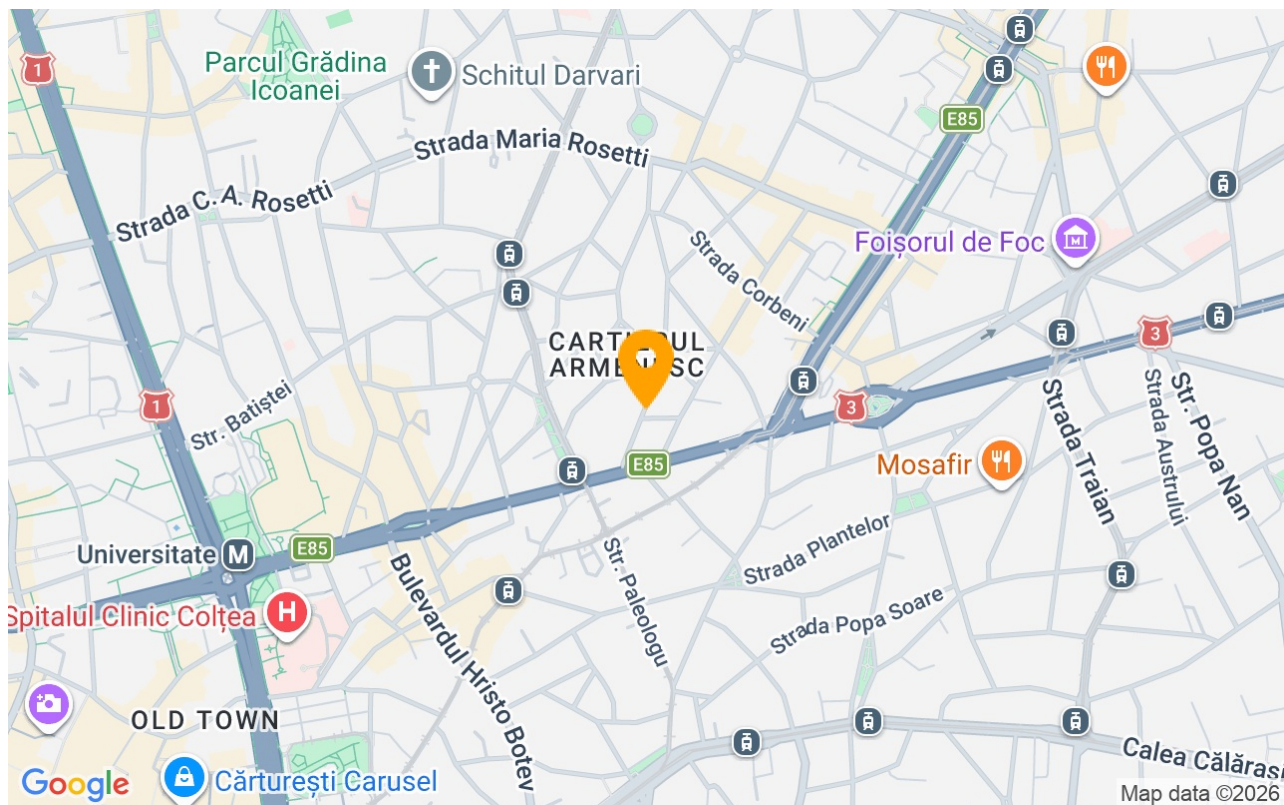 1
Parcul Grădina
Icoanei
Schitul Darvari
E85
Strada Maria Rosetti
Strada C. A. Rosetti
Foișorul de Foc
M
Strada Corbeni
3
CARTIERUL
ARMENESC
1
Str. Batiștei
3
Strada Traian
Strada Austrului
Str. Popa Nan
E85
Mosafir
Universitate M
E85
Strada Plantelor
Bulevardul Hristo Botev
Str. Paleologu
Spitalul Clinic Colțea H
Strada Popa Soare
OLD TOWN
Calea Călărași
Cărturești Carusel
Google
Map data ©2026